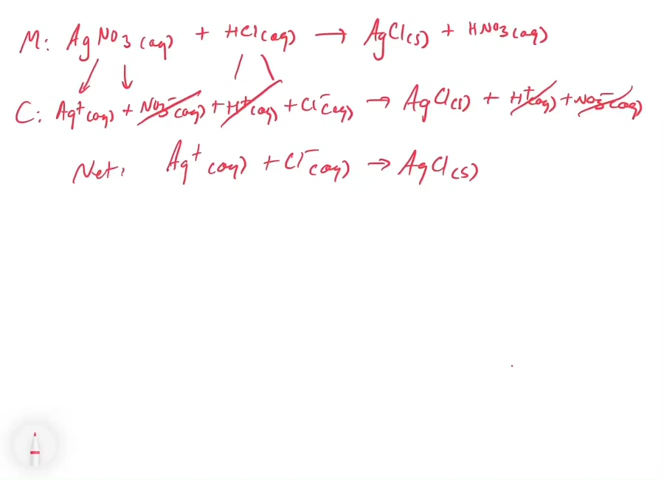 M: AgNO₃(aq) + HCl(aq) → AgCl(s) + HNO₃(aq)
C: Ag⁺(aq) + NO₃⁻(aq) + H⁺(aq) + Cl⁻(aq) → AgCl(s) + H⁺(aq) + NO₃⁻(aq)
Net: Ag⁺(aq) + Cl⁻(aq) → AgCl(s)